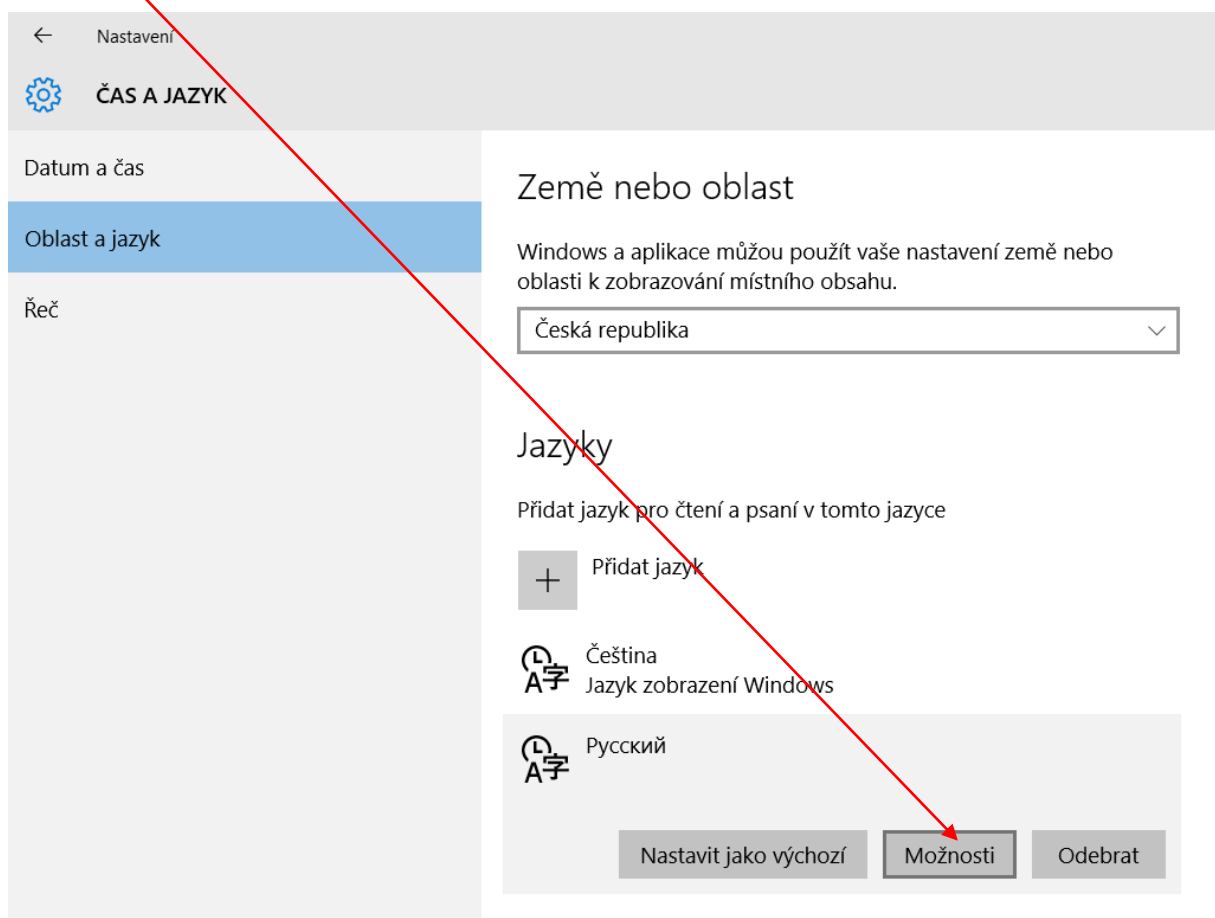 Nastavení
ČAS A JAZYK
Datum a čas
Oblast a jazyk
Řeč
Země nebo oblast
Windows a aplikace můžou použít vaše nastavení země nebo
oblasti k zobrazování místního obsahu.
Česká republika
Jazyky
Přidat jazyk pro čtení a psaní v tomto jazyce
Přidat jazyk
Čeština
Jazyk zobrazení Windows
Русский
Nastavit jako výchozí
Možnosti
Odebrat